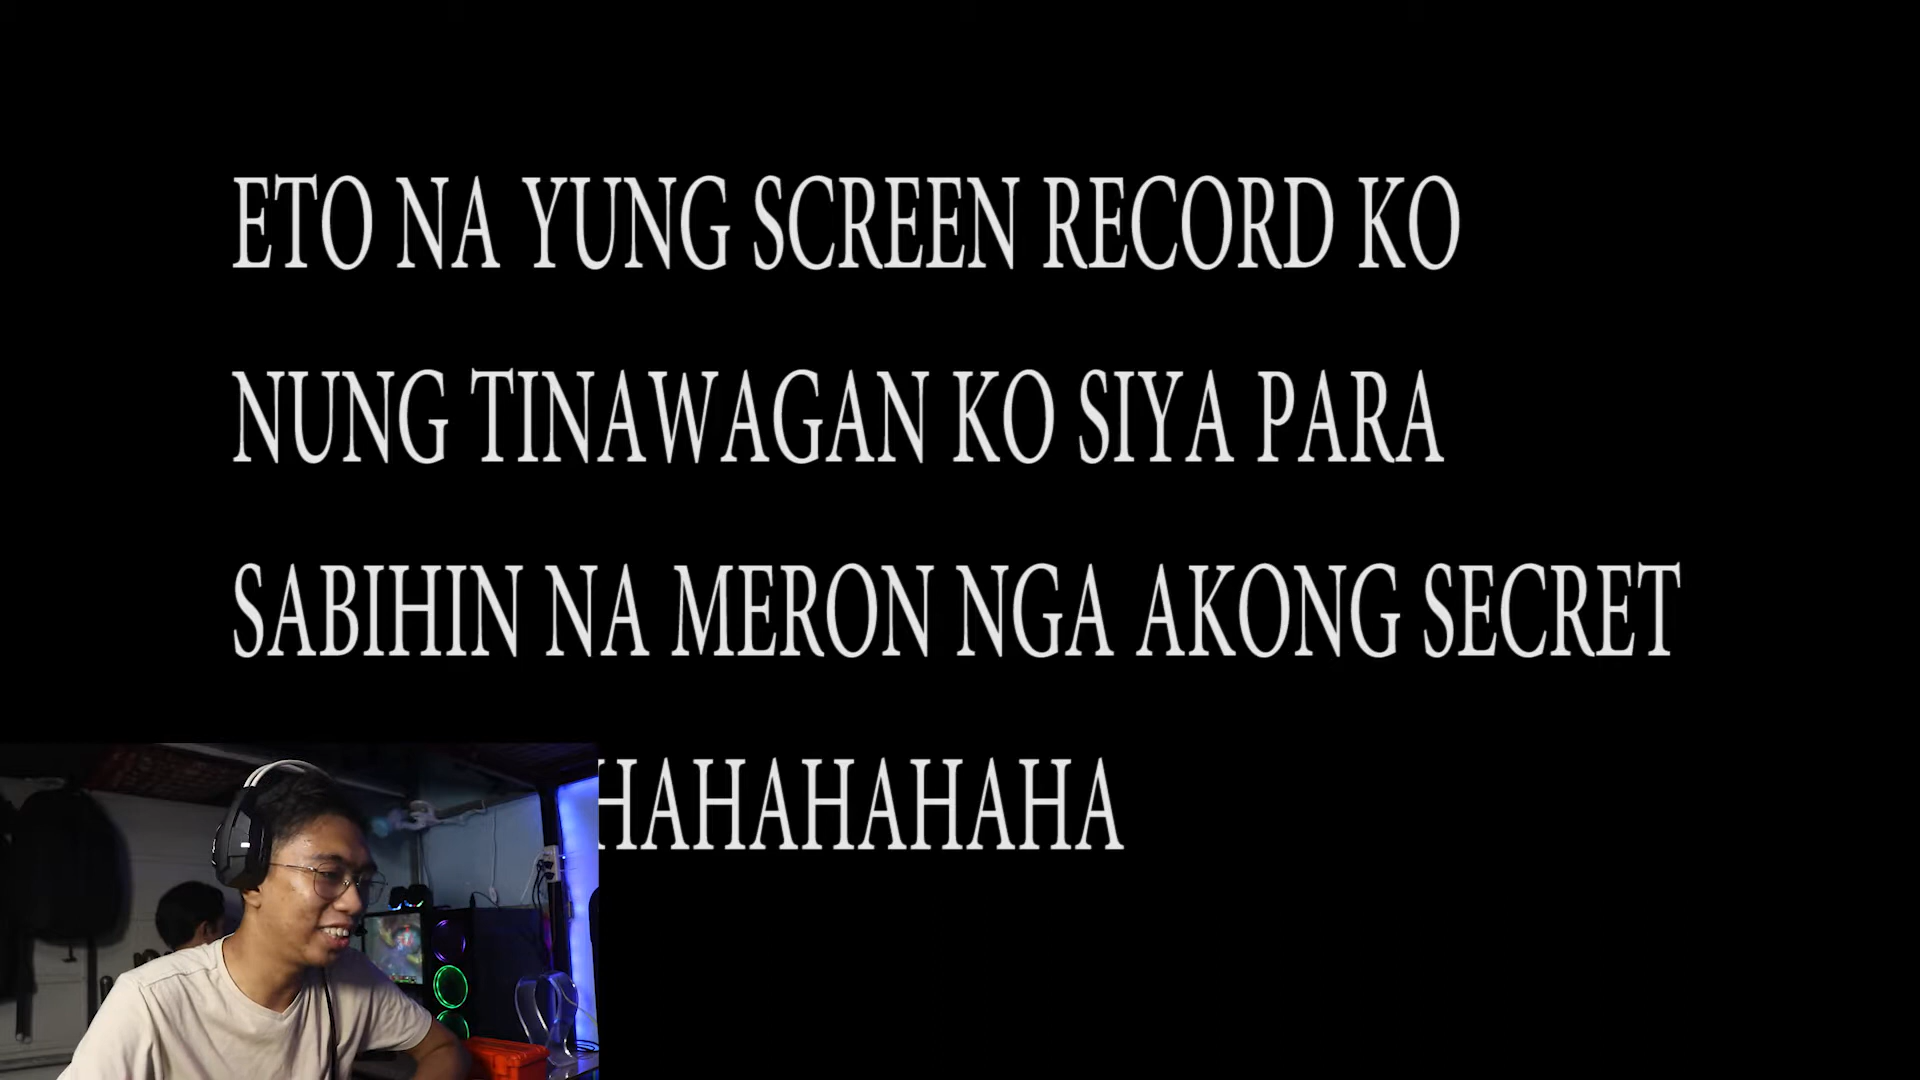 ETO NA YUNG SCREEN RECORD KO
NUNG TINAWAGAN KO SIYA PARA
SABIHIN NA MERON NGA AKONG SECRET
HAHAHAHAHA